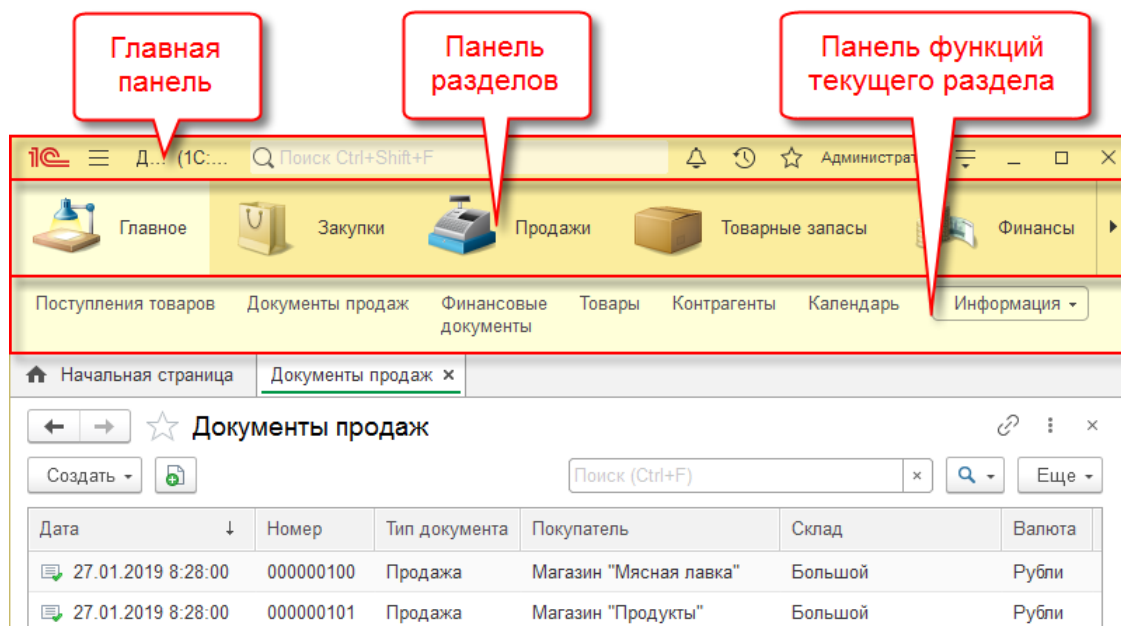 Главная
панель
Панель
разделов
Панель функций
текущего раздела
1С Д... (1С:... Поиск Ctrl+Shift+F Администрат
Главное Закупки Продажи Товарные запасы Финансы
Поступления товаров Документы продаж Финансовые документы Товары Контрагенты Календарь Информация
Начальная страница Документы продаж ×
Документы продаж
Создать Поиск (Ctrl+F) × Еще
Дата ↓ Номер Тип документа Покупатель Склад Валюта
27.01.2019 8:28:00 000000100 Продажа Магазин "Мясная лавка" Большой Рубли
27.01.2019 8:28:00 000000101 Продажа Магазин "Продукты" Большой Рубли